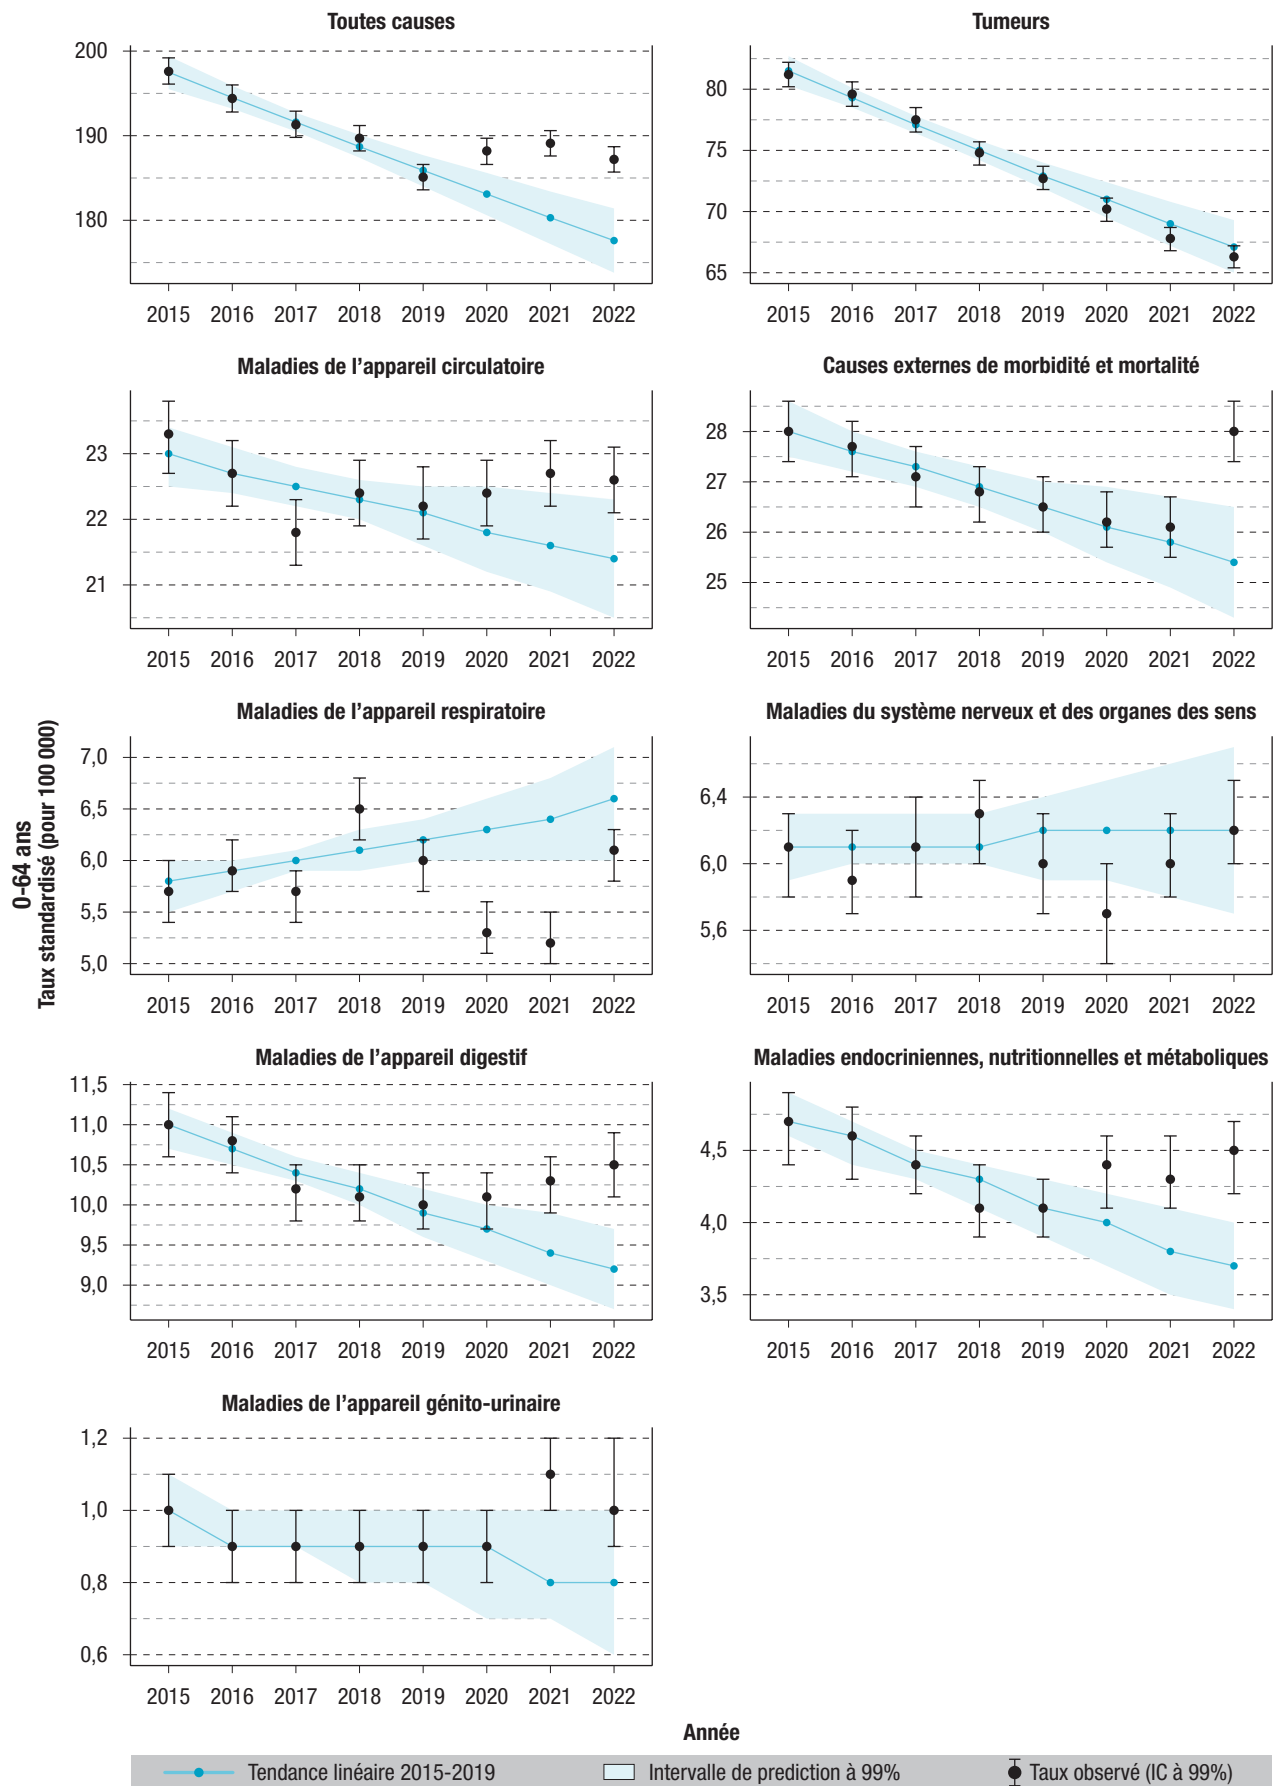 Toutes causes
200
190
180
2015 2016 2017 2018 2019 2020 2021 2022
Tumeurs
80
75
70
65
2015 2016 2017 2018 2019 2020 2021 2022
Maladies de l'appareil circulatoire
23
22
21
2015 2016 2017 2018 2019 2020 2021 2022
Causes externes de morbidité et mortalité
28
27
26
25
2015 2016 2017 2018 2019 2020 2021 2022
0-64 ans
Taux standardisé (pour 100 000)
Maladies de l'appareil respiratoire
7,0
6,5
6,0
5,5
5,0
2015 2016 2017 2018 2019 2020 2021 2022
Maladies du système nerveux et des organes des sens
6,4
6,0
5,6
2015 2016 2017 2018 2019 2020 2021 2022
Maladies de l'appareil digestif
11,5
11,0
10,5
10,0
9,5
9,0
2015 2016 2017 2018 2019 2020 2021 2022
Maladies endocriniennes, nutritionnelles et métaboliques
4,5
4,0
3,5
2015 2016 2017 2018 2019 2020 2021 2022
Maladies de l'appareil génito-urinaire
1,2
1,0
0,8
0,6
2015 2016 2017 2018 2019 2020 2021 2022
Année
Tendance linéaire 2015-2019
Intervalle de prediction à 99%
Taux observé (IC à 99%)